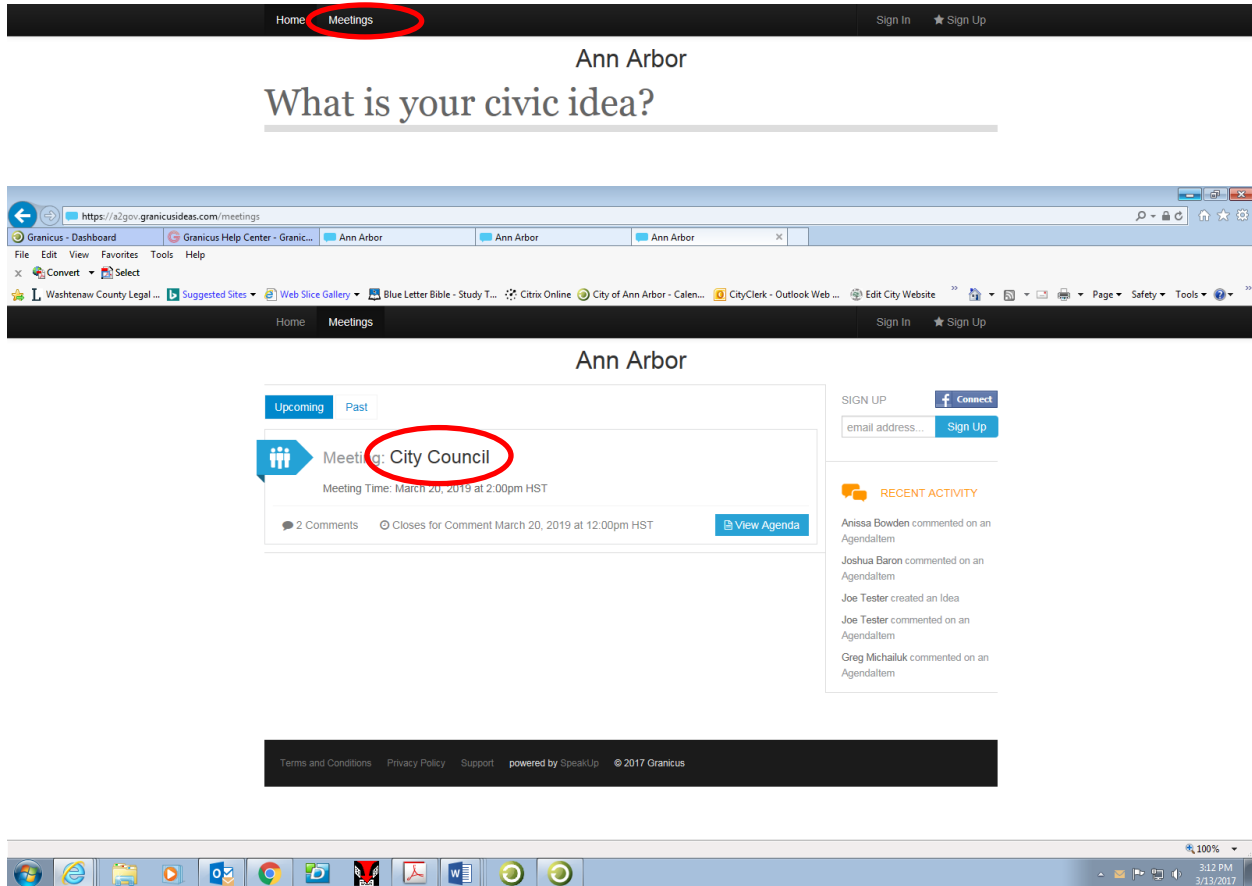 Home Meetings Sign In Sign Up
Ann Arbor
What is your civic idea?
https://a2gov.granicusideas.com/meetings
Granicus - Dashboard Granicus Help Center - Granic... Ann Arbor Ann Arbor Ann Arbor
File Edit View Favorites Tools Help
x Convert Select
Washtenaw County Legal ... Suggested Sites Web Slice Gallery Blue Letter Bible - Study T... Citrix Online City of Ann Arbor - Calen... CityClerk - Outlook Web ... Edit City Website Page Safety Tools
Home Meetings Sign In Sign Up
Ann Arbor
Upcoming Past
Meeting: City Council
Meeting Time: March 20, 2019 at 2:00pm HST
2 Comments Closes for Comment March 20, 2019 at 12:00pm HST View Agenda
SIGN UP f Connect
email address... Sign Up
RECENT ACTIVITY
Anissa Bowden commented on an
AgendaItem
Joshua Baron commented on an
AgendaItem
Joe Tester created an Idea
Joe Tester commented on an
AgendaItem
Greg Michailuk commented on an
AgendaItem
Terms and Conditions Privacy Policy Support powered by SpeakUp © 2017 Granicus
100%
3:12 PM
3/13/2017